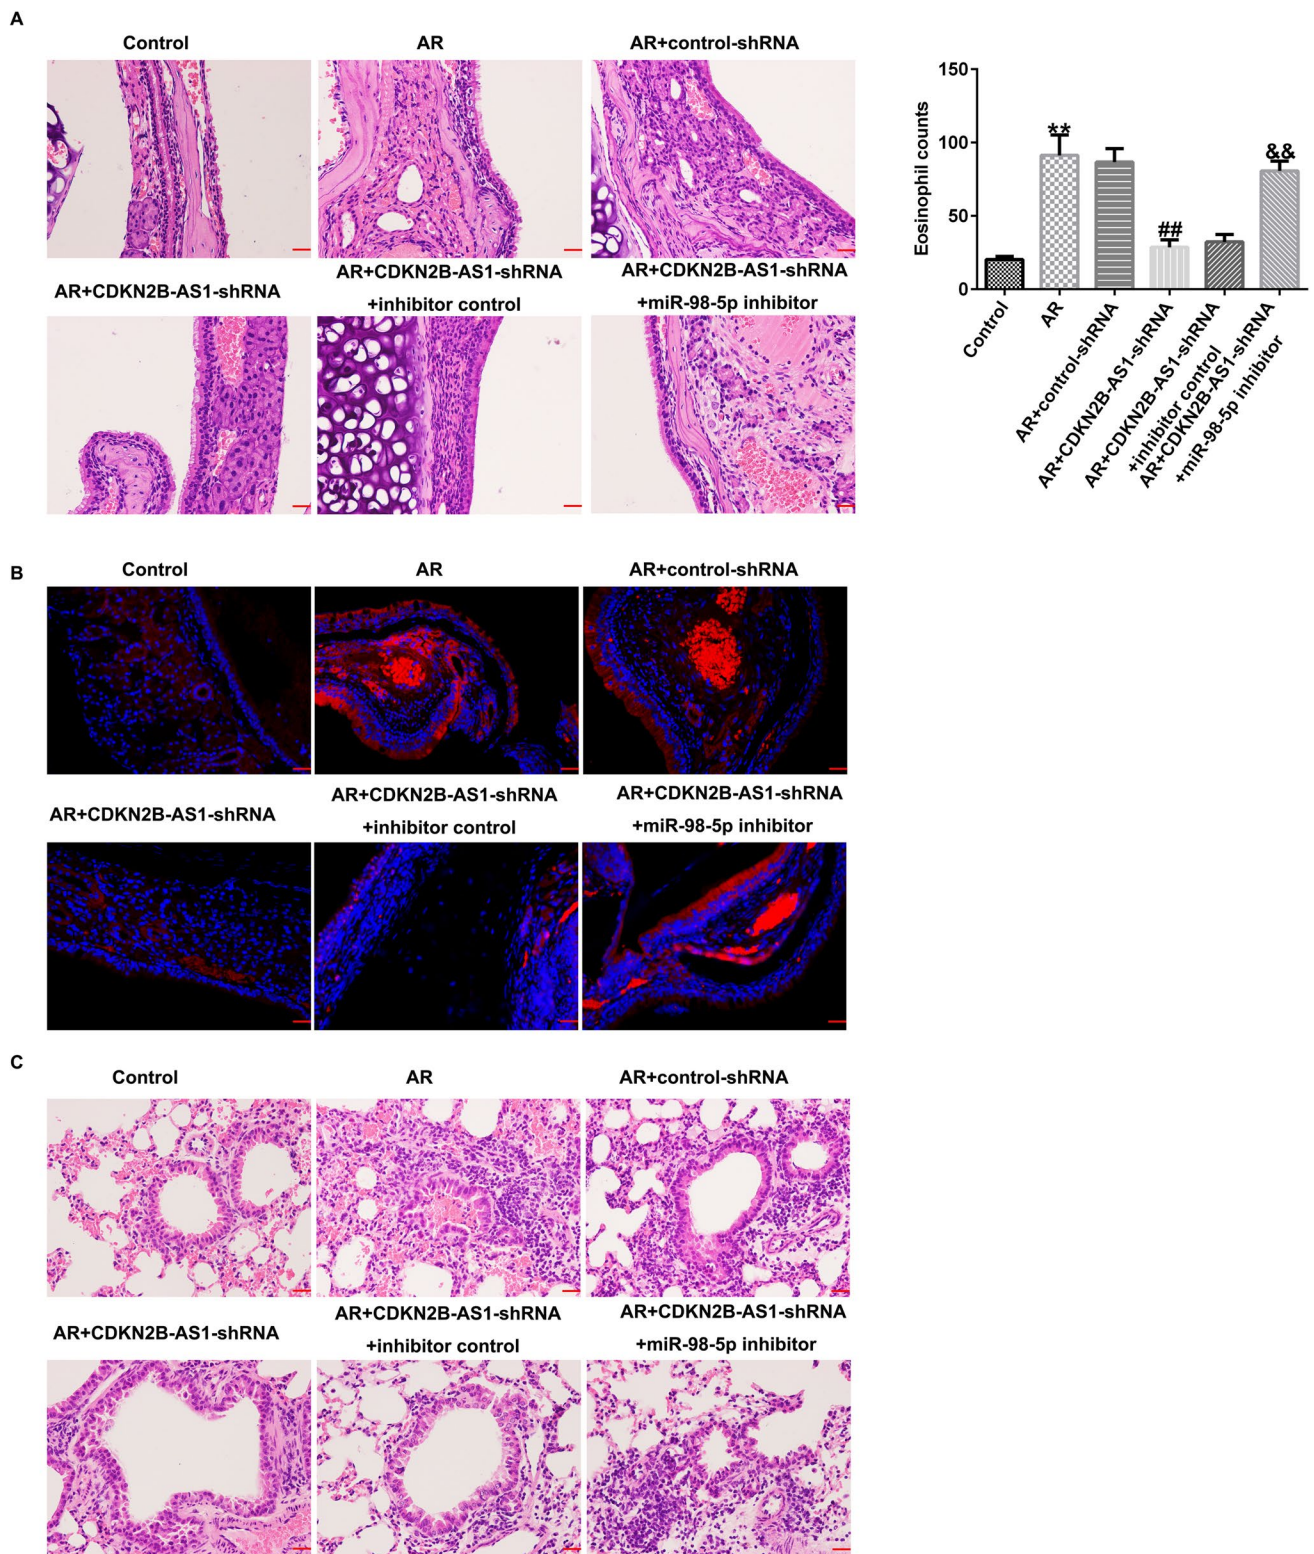 A
Control
AR
AR+control-shRNA
AR+CDKN2B-AS1-shRNA
AR+CDKN2B-AS1-shRNA
+inhibitor control
AR+CDKN2B-AS1-shRNA
+miR-98-5p inhibitor
Eosinophil counts
150
100
50
0
**
##
&&
Control
AR
AR+control-shRNA
AR+CDKN2B-AS1-shRNA
AR+CDKN2B-AS1-shRNA
+inhibitor control
AR+CDKN2B-AS1-shRNA
+miR-98-5p inhibitor
B
Control
AR
AR+control-shRNA
AR+CDKN2B-AS1-shRNA
AR+CDKN2B-AS1-shRNA
+inhibitor control
AR+CDKN2B-AS1-shRNA
+miR-98-5p inhibitor
C
Control
AR
AR+control-shRNA
AR+CDKN2B-AS1-shRNA
AR+CDKN2B-AS1-shRNA
+inhibitor control
AR+CDKN2B-AS1-shRNA
+miR-98-5p inhibitor